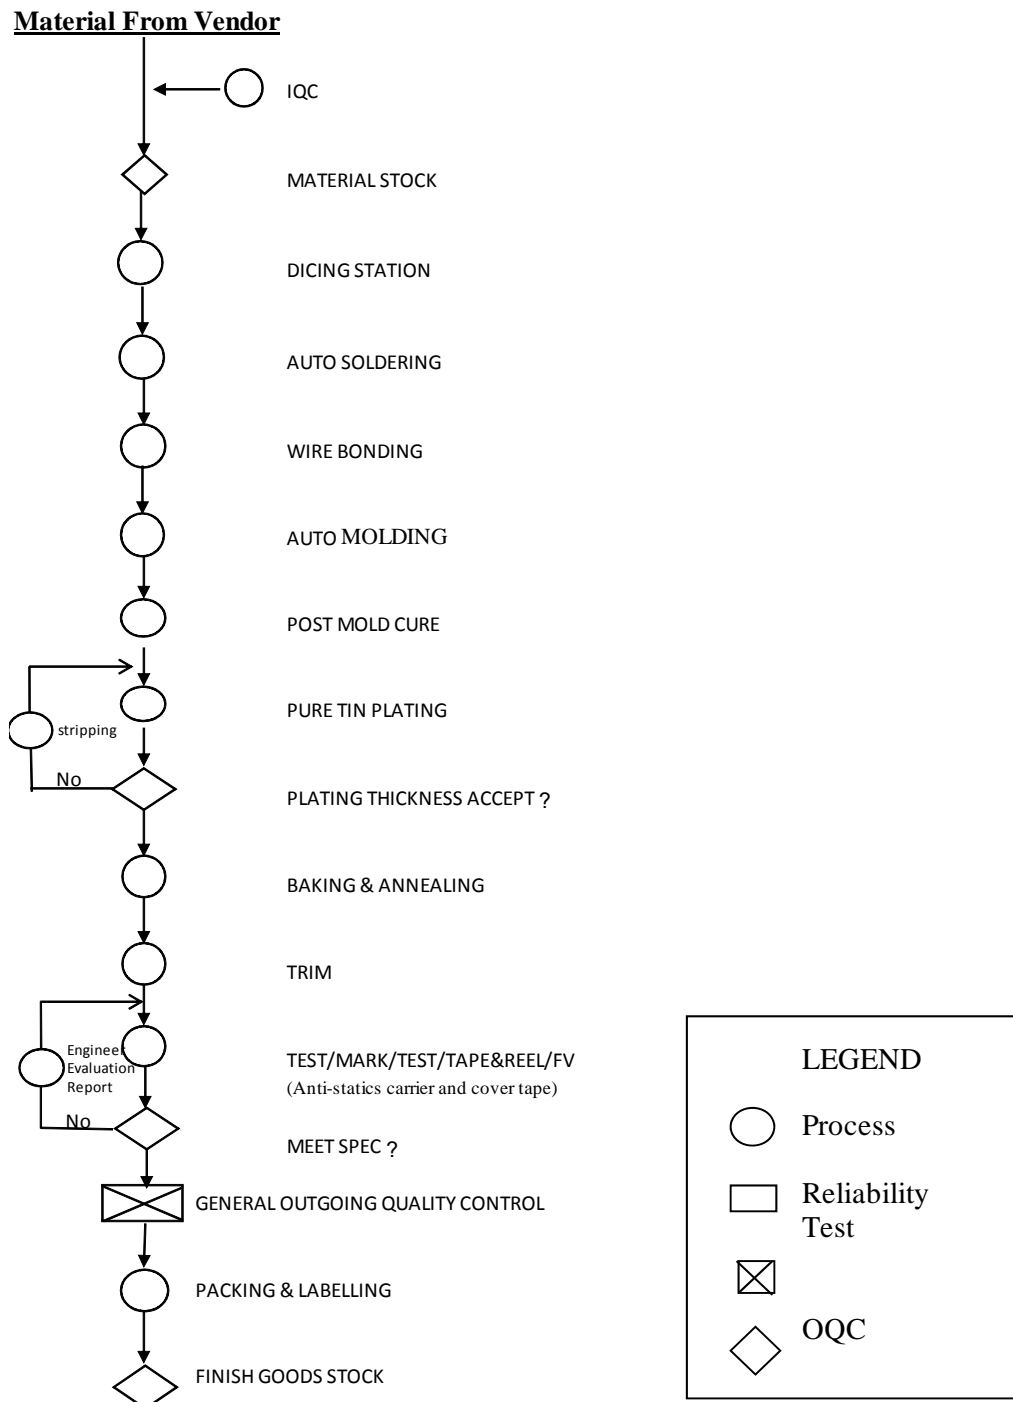 Material From Vendor
IQC
MATERIAL STOCK
DICING STATION
AUTO SOLDERING
WIRE BONDING
AUTO MOLDING
POST MOLD CURE
PURE TIN PLATING
stripping
No
PLATING THICKNESS ACCEPT ?
BAKING & ANNEALING
TRIM
Engineer
Evaluation
Report
TEST/MARK/TEST/TAPE&REEL/FV
(Anti-statics carrier and cover tape)
No
MEET SPEC ?
GENERAL OUTGOING QUALITY CONTROL
PACKING & LABELLING
FINISH GOODS STOCK
LEGEND
Process
Reliability
Test
OQC